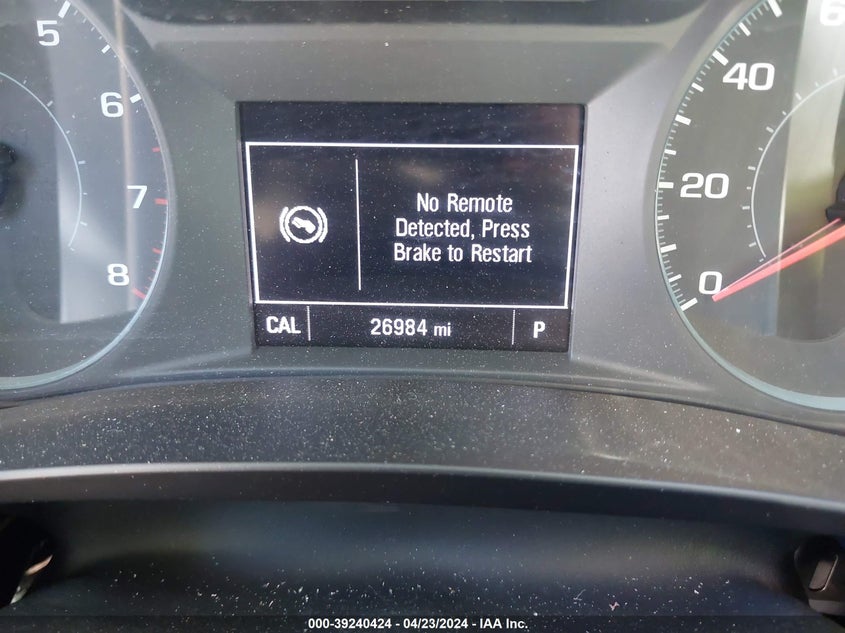 5
6
7
8
No Remote
Detected, Press
Brake to Restart
CAL 26984 mi P
40
20
0
000-39240424 / 04/23/2024 - IAA Inc.